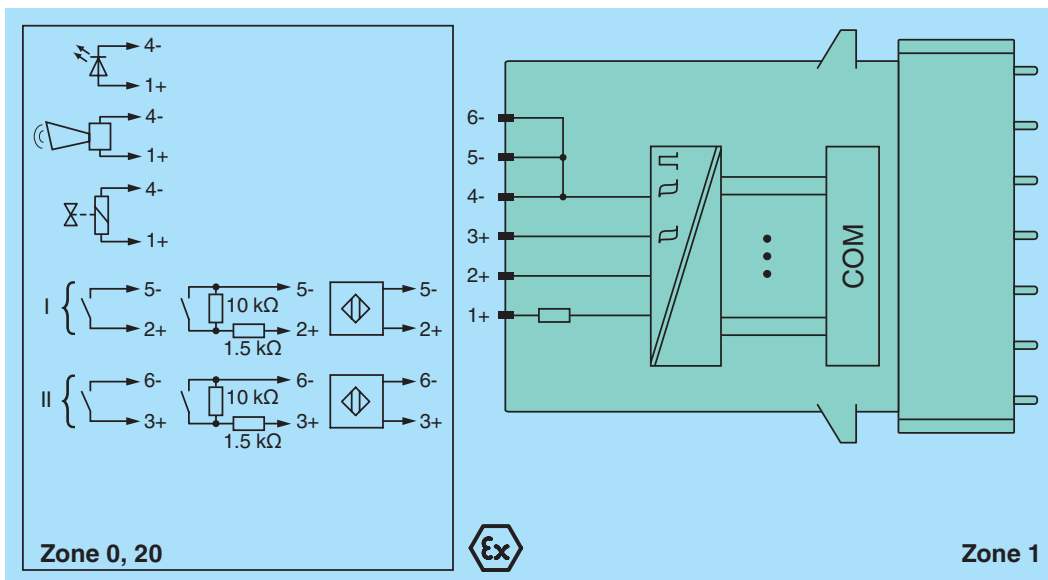 4-
1+
4-
1+
4-
1+
I
5-
2+
10 kΩ
1.5 kΩ
5-
2+
5-
2+
II
6-
3+
10 kΩ
1.5 kΩ
6-
3+
6-
3+
Zone 0, 20
6-
5-
4-
3+
2+
1+
COM
Ex
Zone 1